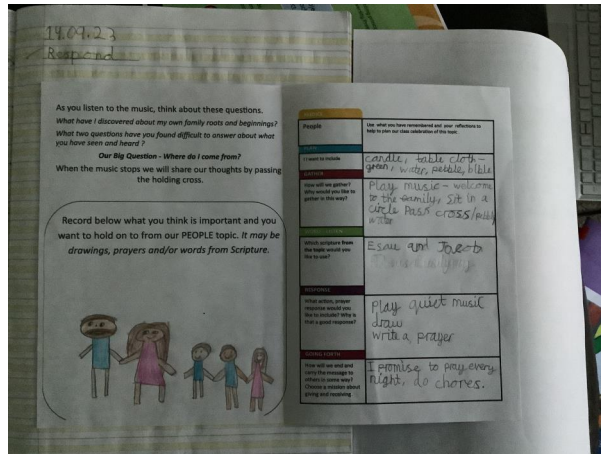 19.09.23
Respond
As you listen to the music, think about these questions.
What have I discovered about my own family roots and beginnings?
What two questions have you found difficult to answer about what
you have seen and heard ?
Our Big Question - Where do I come from?
When the music stops we will share our thoughts by passing
the holding cross.
Record below what you think is important and you
want to hold on to from our PEOPLE topic. It may be
drawings, prayers and/or words from Scripture.
People
Use what you have remembered and your reflections to
help to plan our class celebration of this topic.
I want to include
candle, table cloth-
green, water, pebble, bible
GATHER
How will we gather?
Why would you like to
gather in this way?
Play music - welcome
to the family, Sit in a
circle Pass cross/pebble
water
Which scripture from
the topic would you
like to use?
Esau and Jacob
RESPONSE
What action, prayer
response would you
like to include? Why is
that a good response?
Play quiet music
draw
write a prayer
GOING FORTH
How will we end and
carry the message to
others in some way?
Choose a mission about
giving and receiving
I promise to pray every
night, do chores.